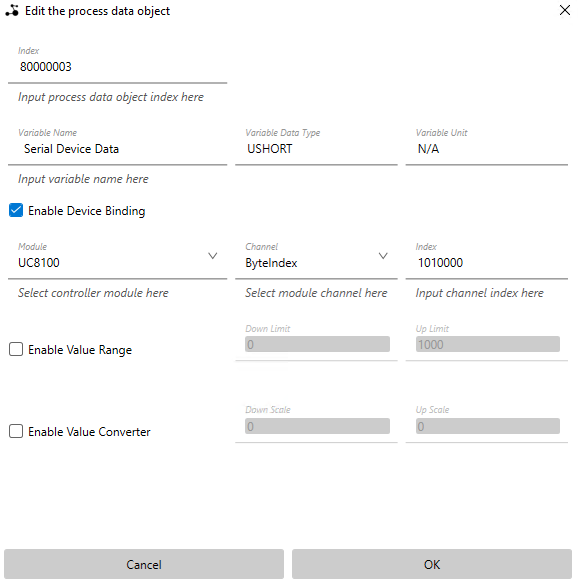 Edit the process data object
Index
80000003
Input process data object index here
Variable Name Variable Data Type Variable Unit
Serial Device Data USHORT N/A
Input variable name here
Enable Device Binding
Module Channel Index
UC8100 ByteIndex 1010000
Select controller module here Select module channel here Input channel index here
Down Limit Up Limit
Enable Value Range 0 1000
Down Scale Up Scale
Enable Value Converter 0 0
Cancel OK